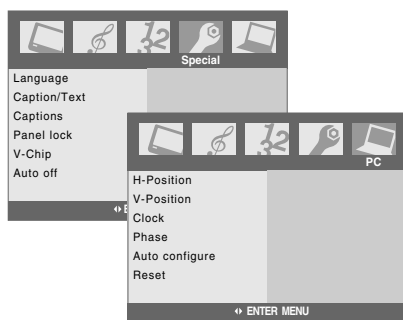 Special
Language
Caption/Text
Captions
Panel lock
V-Chip
Auto off
PC
H-Position
V-Position
Clock
Phase
Auto configure
Reset
ENTER MENU